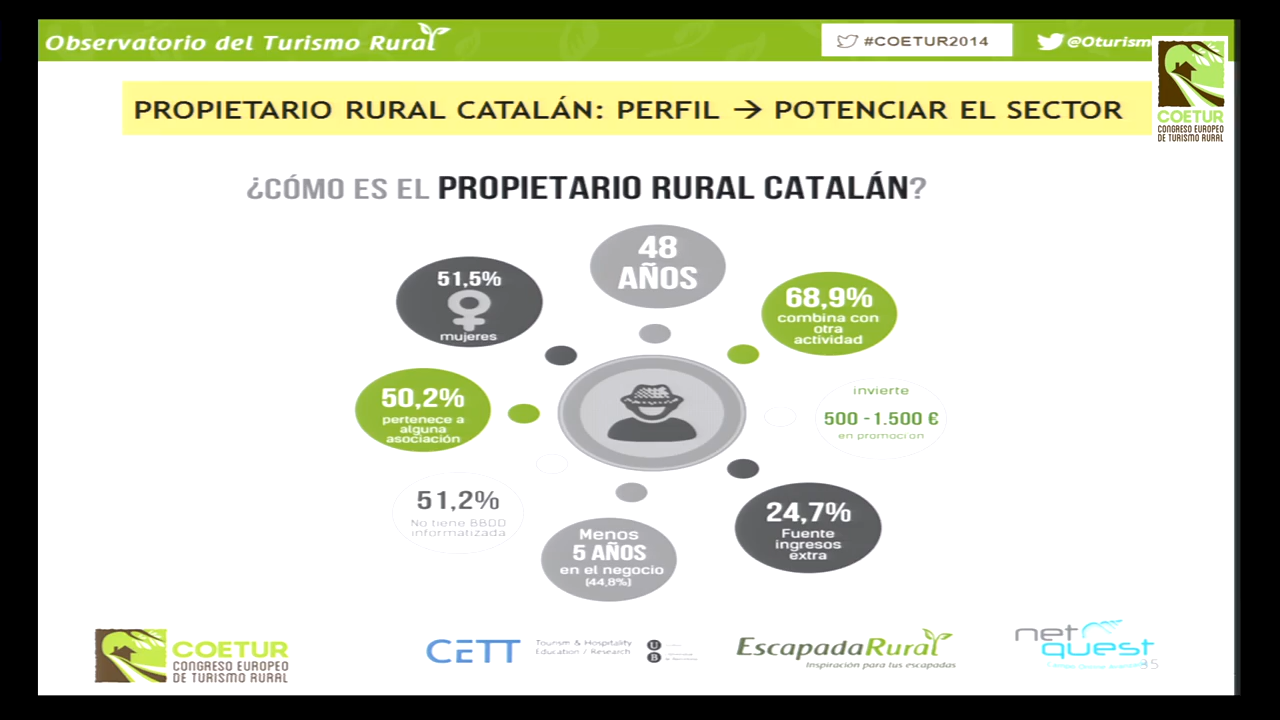 Observatorio del Turismo Rural
#COETUR2014
@Oturism
COETUR
CONGRESO EUROPEO
DE TURISMO RURAL
PROPIETARIO RURAL CATALÁN: PERFIL → POTENCIAR EL SECTOR
¿CÓMO ES EL PROPIETARIO RURAL CATALÁN?
48
AÑOS
51,5%
mujeres
68,9%
combina con
otra
actividad
50,2%
pertenece a
alguna
asociación
invierte
500 - 1.500 €
en promoción
51,2%
No tiene BBDD
informatizada
24,7%
Fuente
ingresos
extra
Menos
5 AÑOS
en el negocio
(44,8%)
COETUR
CONGRESO EUROPEO
DE TURISMO RURAL
CETT
Tourism & Hospitality
Education / Research
U
B
EscapadaRural
Inspiración para tus escapadas
net
quest
35